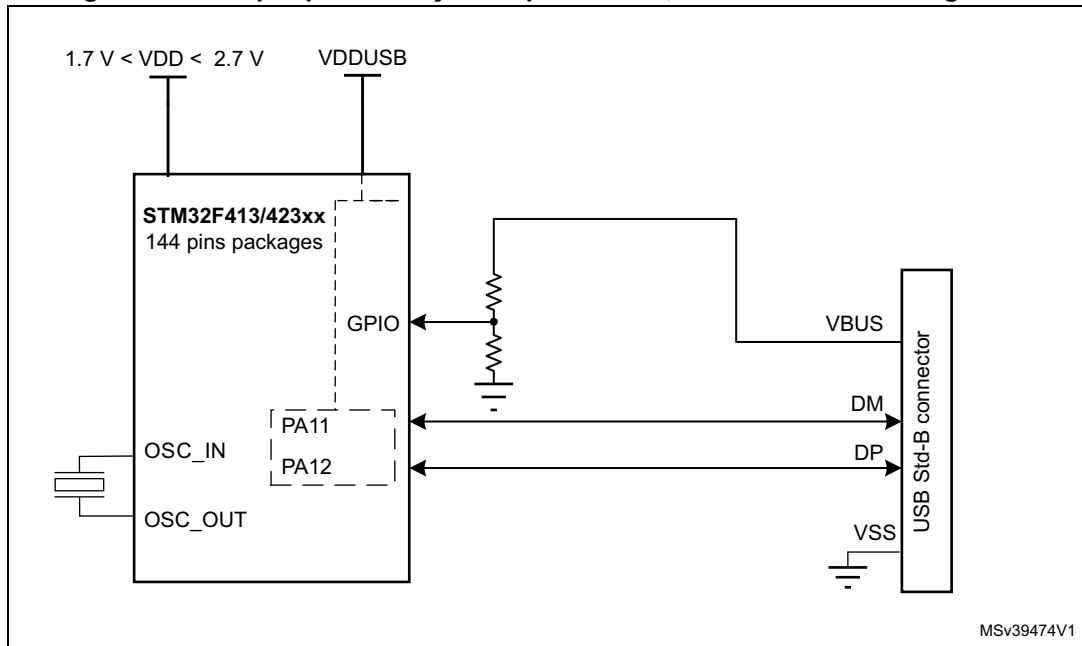 1.7 V < VDD < 2.7 V
VDDUSB
STM32F413/423xx
144 pins packages
GPIO
VBUS
DM
PA11
OSC_IN
DP
PA12
USB Std-B connector
OSC_OUT
VSS
MSv39474V1